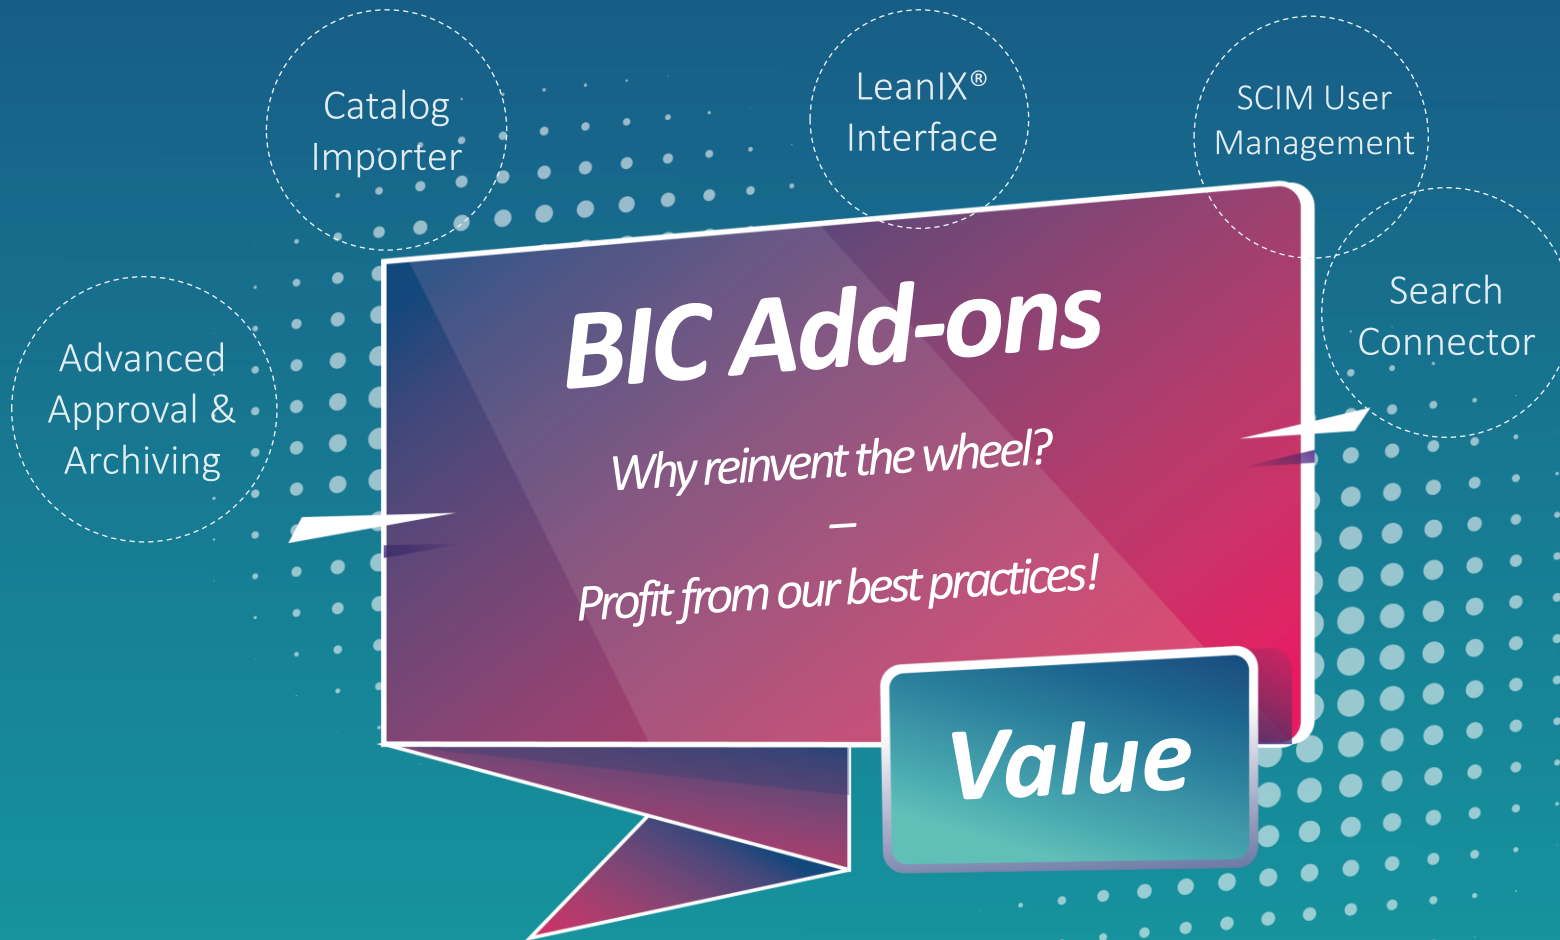 Catalog
Importer
LeanIX®
Interface
SCIM User
Management
Search
Connector
Advanced
Approval &
Archiving
BIC Add-ons
Why reinvent the wheel?
–
Profit from our best practices!
Value